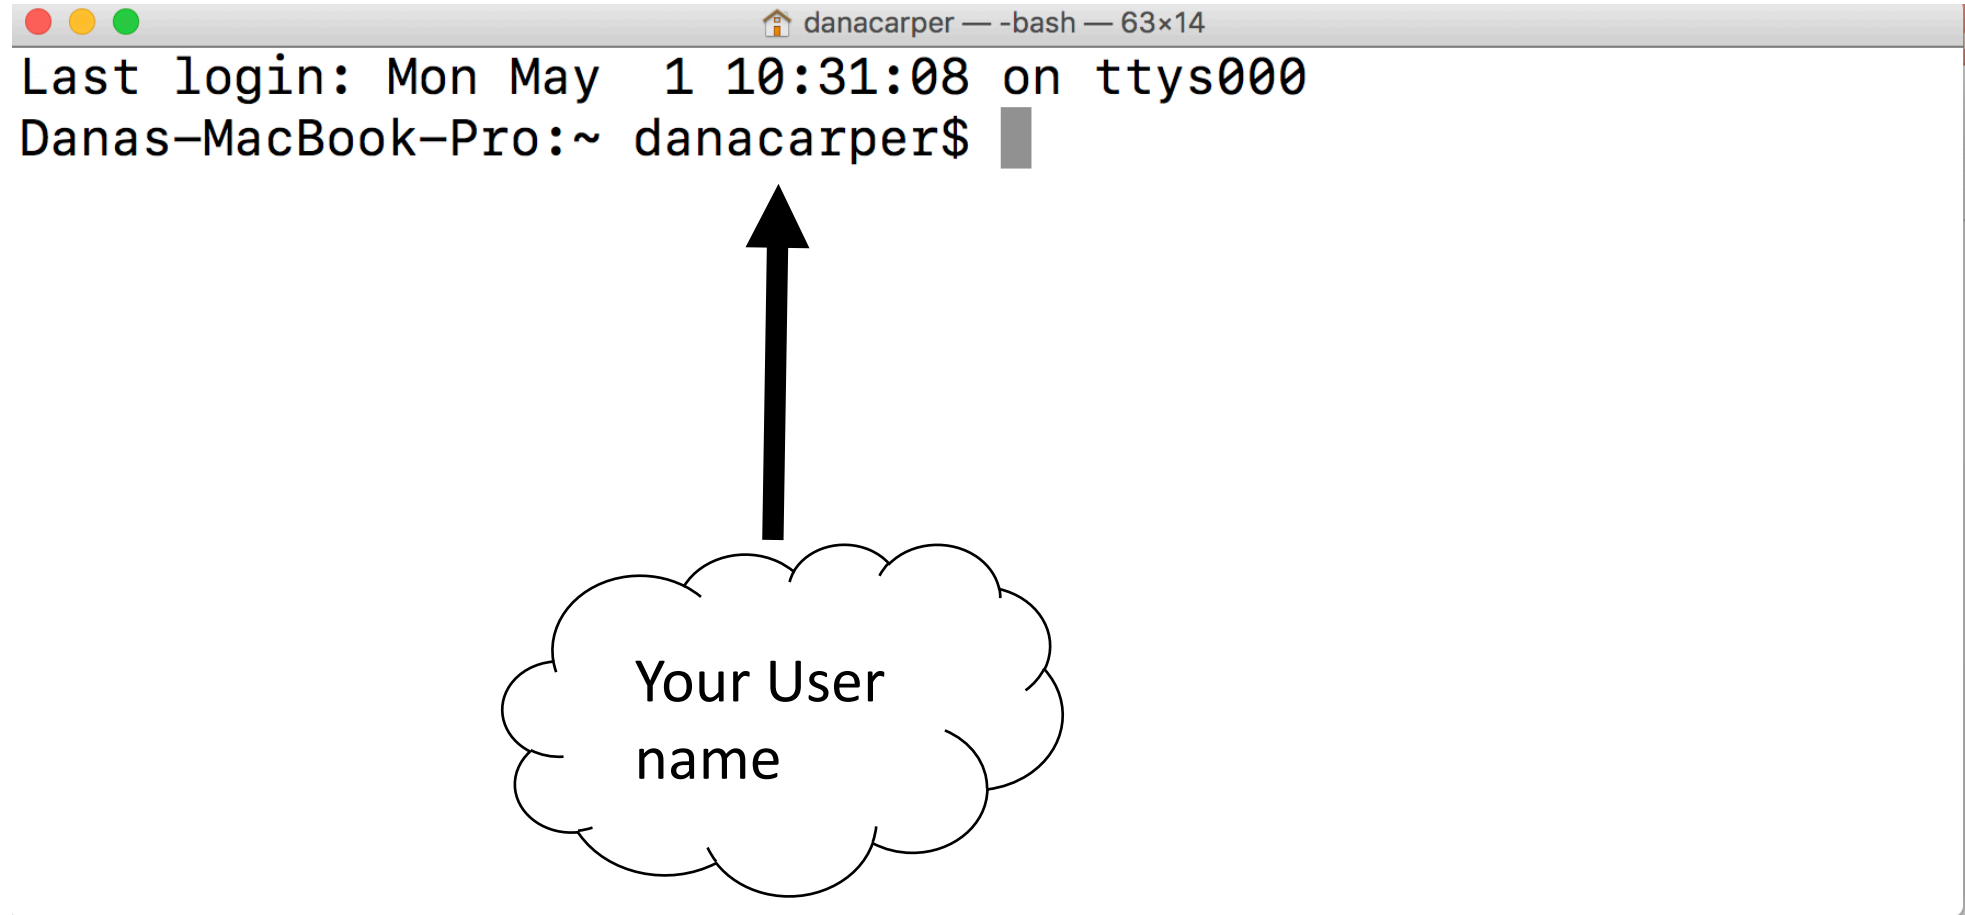 danacarper — -bash — 63×14
Last login: Mon May  1 10:31:08 on ttys000
Danas-MacBook-Pro:~ danacarper$
Your User
name